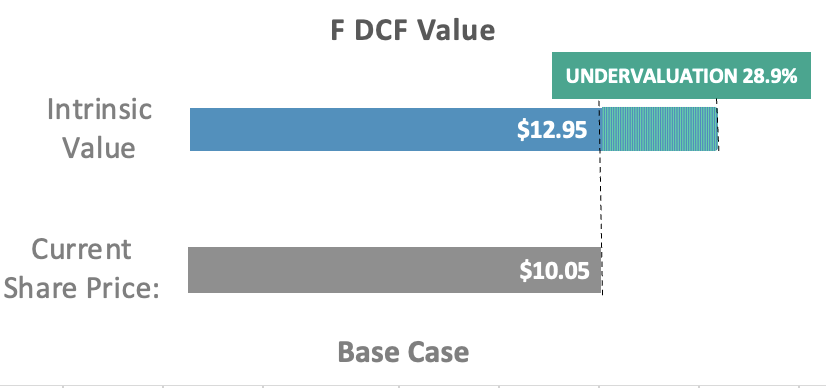 F DCF Value
UNDERVALUATION 28.9%
Intrinsic
Value
$12.95
Current
Share Price:
$10.05
Base Case